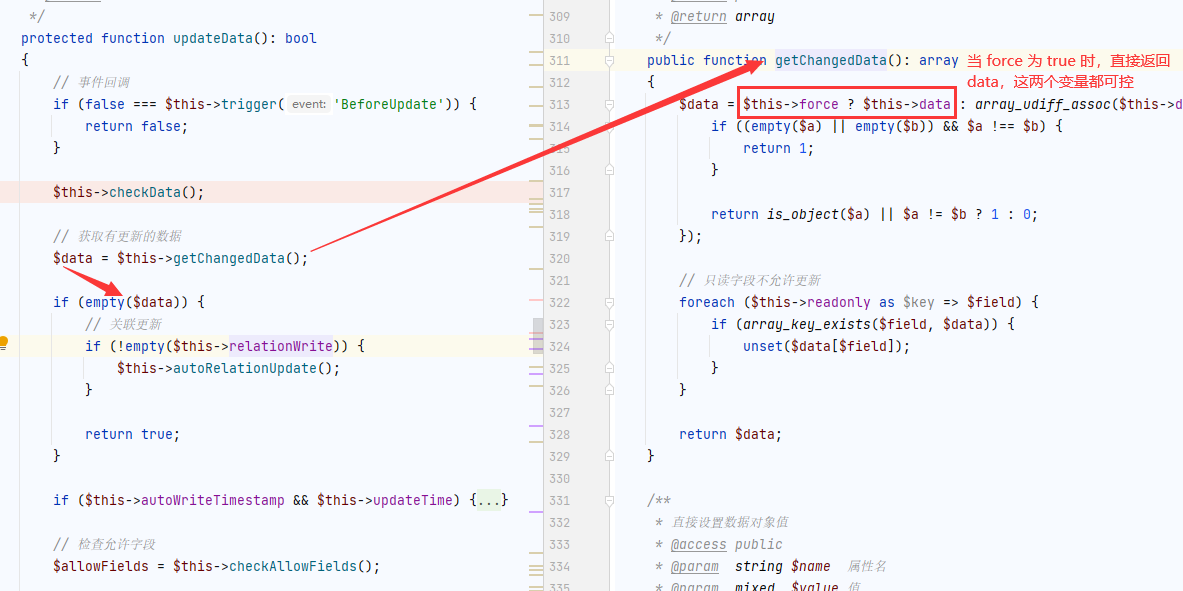 */
protected function updateData(): bool
{
// 事件回调
if (false === $this->trigger( event: 'BeforeUpdate')) {
return false;
}
$this->checkData();
// 获取有更新的数据
$data = $this->getChangedData();
if (empty($data)) {
// 关联更新
if (!empty($this->relationWrite)) {
$this->autoRelationUpdate();
}
return true;
}
if ($this->autoWriteTimestamp && $this->updateTime) {...}
// 检查允许字段
$allowFields = $this->checkAllowFields();
309 * @return array
310 */
311 public function getChangedData(): array
当 force 为 true 时，直接返回
data，这两个变量都可控
312 {
313 $data = $this->force ? $this->data : array_udiff_assoc($this->d
314 if ((empty($a) || empty($b)) && $a !== $b) {
315 return 1;
316 }
317
318 return is_object($a) || $a != $b ? 1 : 0;
319 });
320
321 // 只读字段不允许更新
322 foreach ($this->readonly as $key => $field) {
323 if (array_key_exists($field, $data)) {
324 unset($data[$field]);
325 }
326 }
327
328 return $data;
329 }
330
331 /**
332 * 直接设置数据对象值
333 * @access public
334 * @param string $name 属性名
335 * @param mixed $value 值